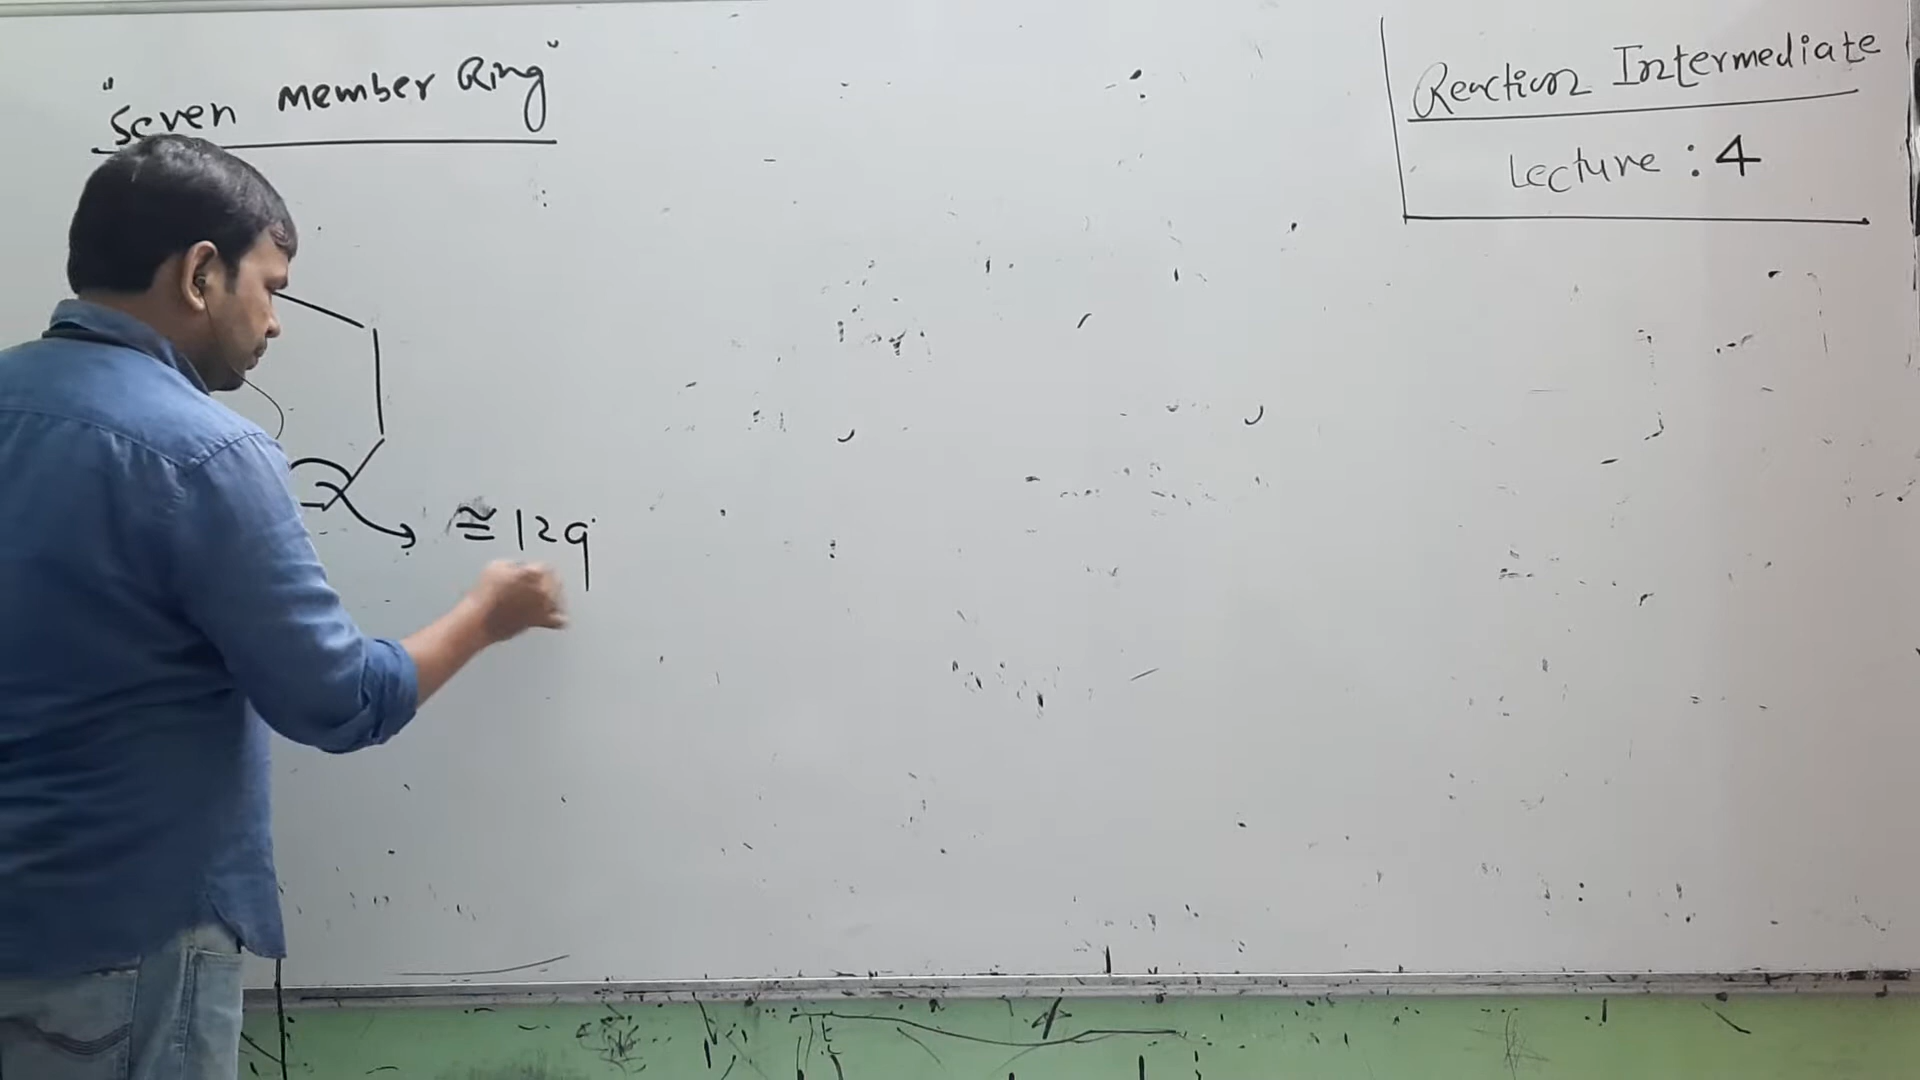 "Seven Member Ring"
Reaction Intermediate
Lecture : 4
≅ 129